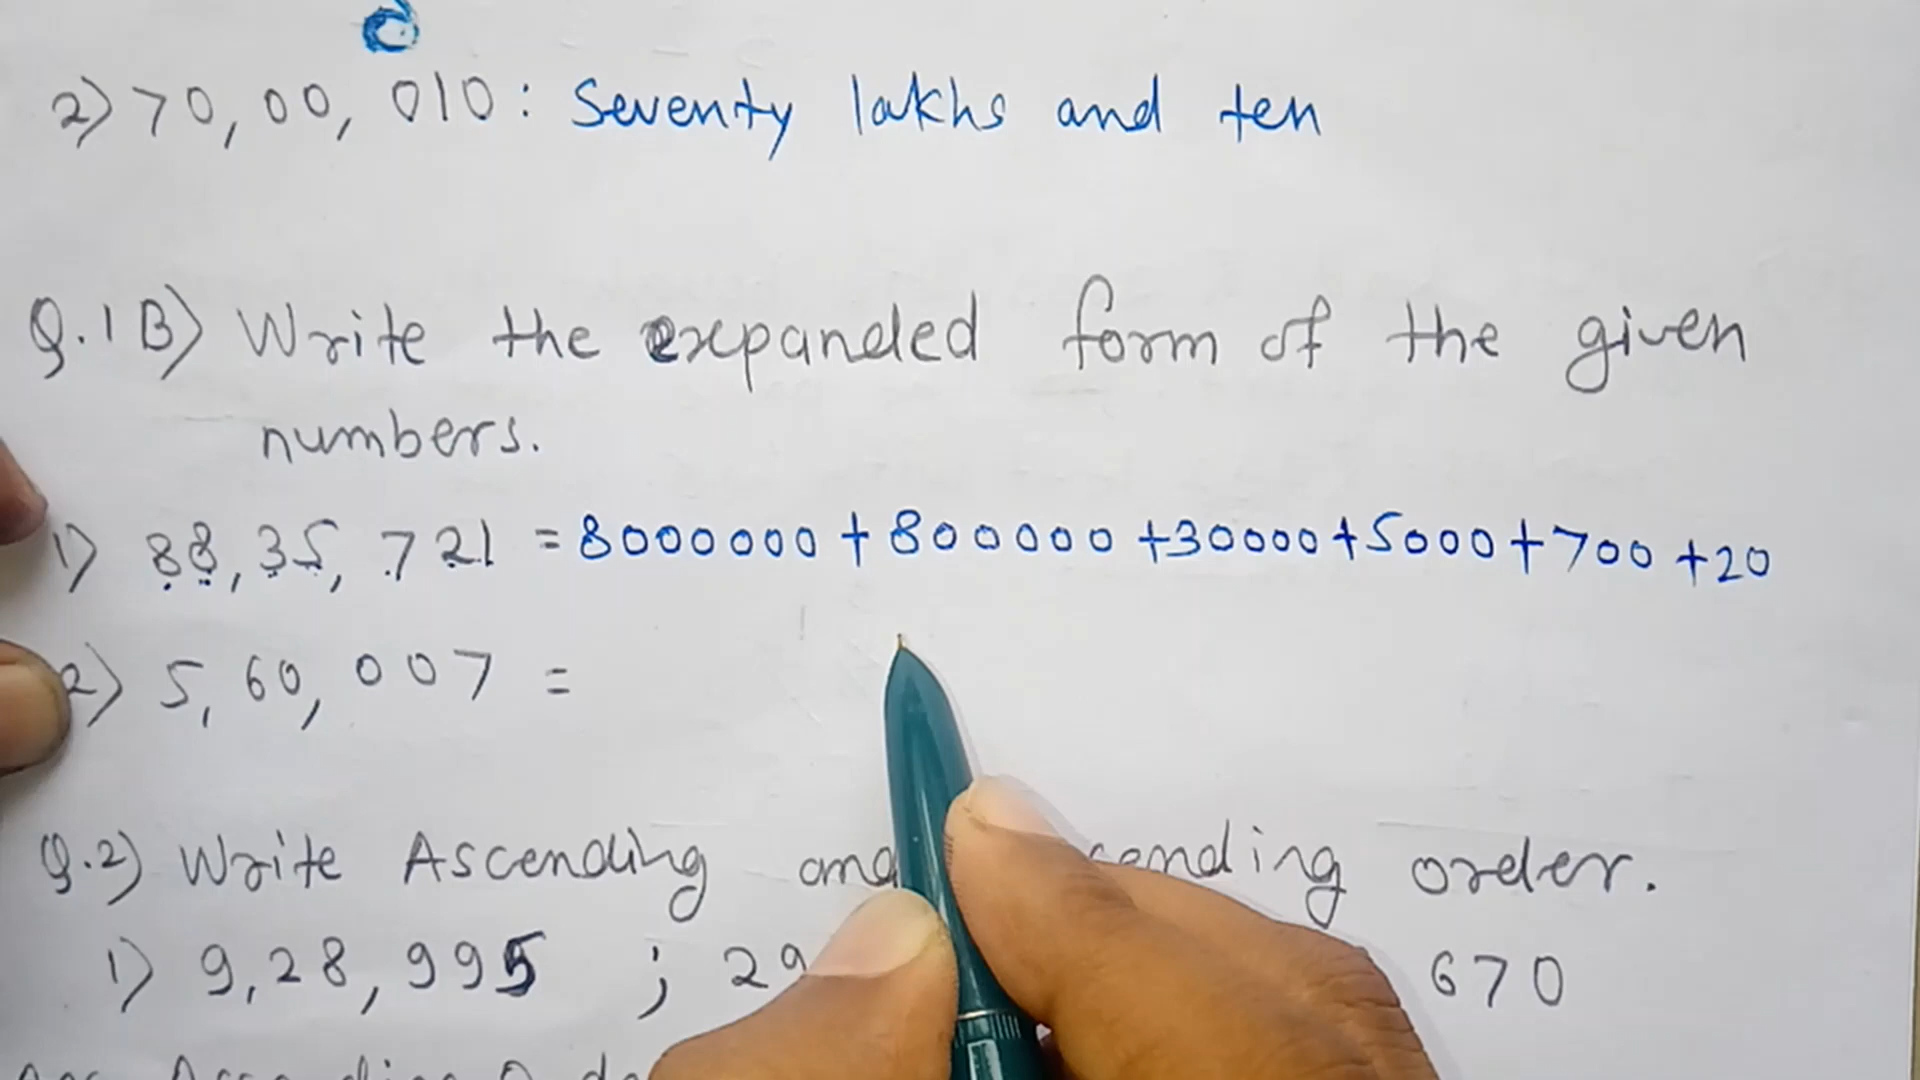 2) 70,00,010: Seventy lakhs and ten
Q.1 B) Write the expanded form of the given
numbers.
1) 88,35,721 = 8000000 + 800000 +30000+5000+700 +20
2) 5,60,007 =
Q.2) Write Ascending and order.
1) 9,28,995 ; 29 670